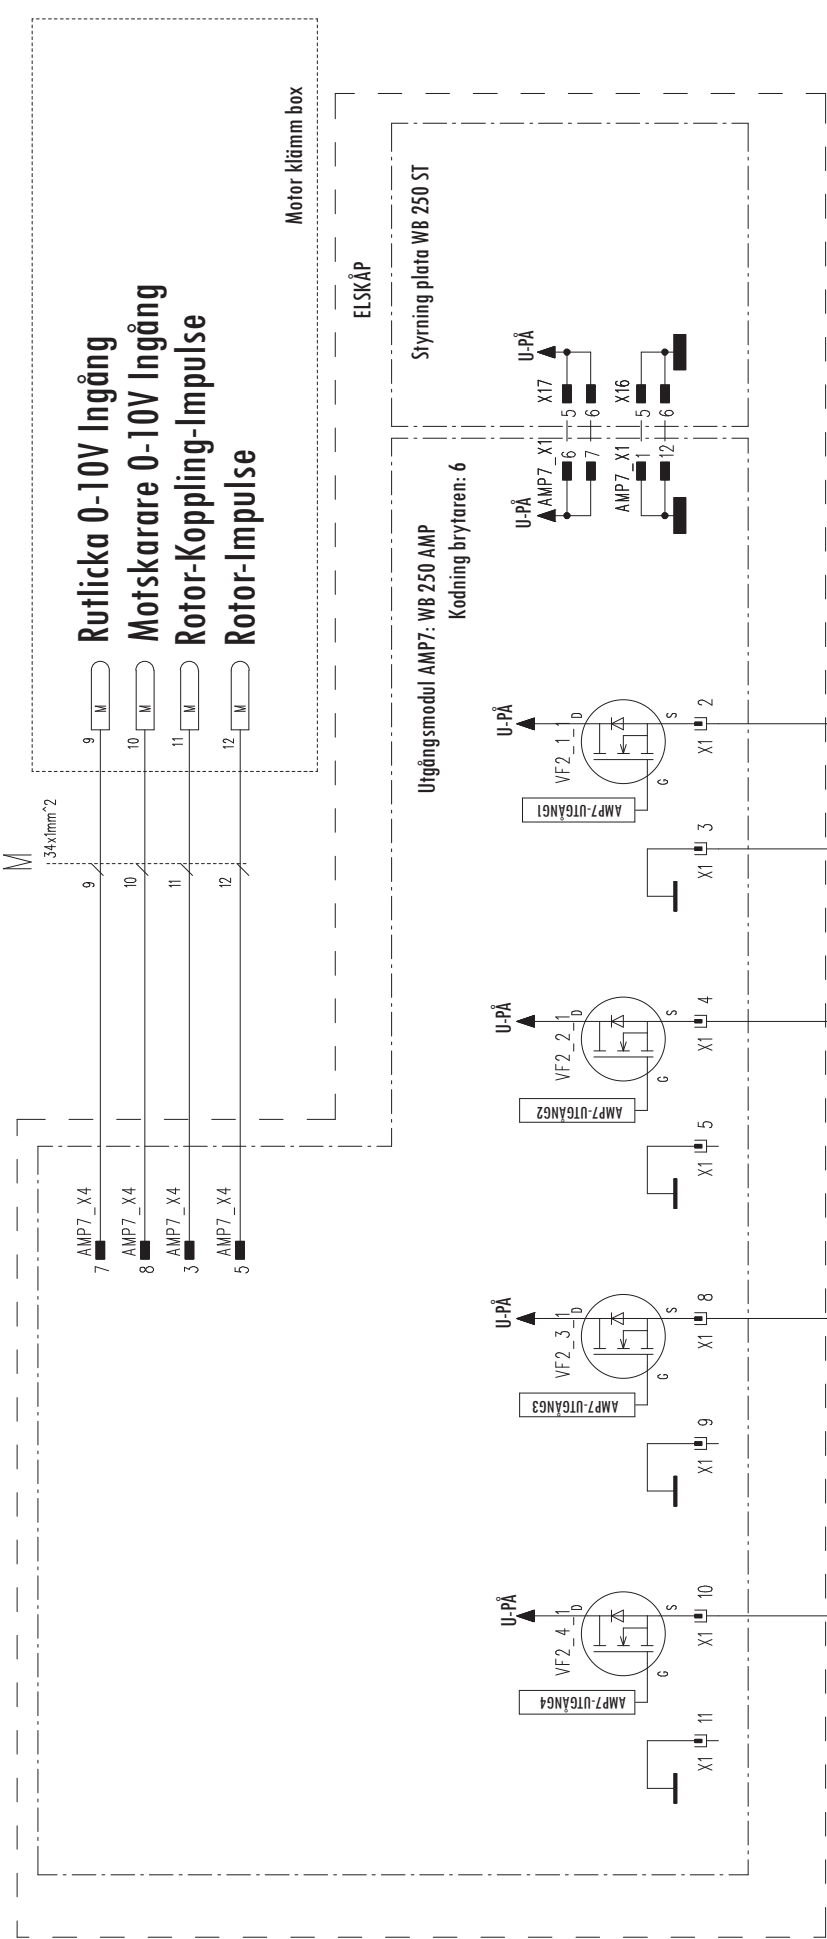 Motor klämm box
Rutlicka 0-10V Ingång
Motskarare 0-10V Ingång
Rotor-Koppling-Impulse
Rotor-Impulse
M
M
M
M
9
10
11
12
M
34x1mm^2
9
10
11
12
AMP7_X4
7
AMP7_X4
8
AMP7_X4
3
AMP7_X4
5
ELSKÅP
Styrning plata WB 250 ST
U-PÅ
X17
5
6
X16
5
6
Utgångsmodul AMP7: WB 250 AMP
Kodning brytaren: 6
U-PÅ
AMP7_X1
6
7
AMP7_X1
1
12
U-PÅ
VF2_1_1
D
S
G
AMP7-UTGÅNG1
X1
2
X1
3
U-PÅ
VF2_2_1
D
S
G
AMP7-UTGÅNG2
X1
4
X1
5
U-PÅ
VF2_3_1
D
S
G
AMP7-UTGÅNG3
X1
8
X1
9
U-PÅ
VF2_4_1
D
S
G
AMP7-UTGÅNG4
X1
10
X1
11